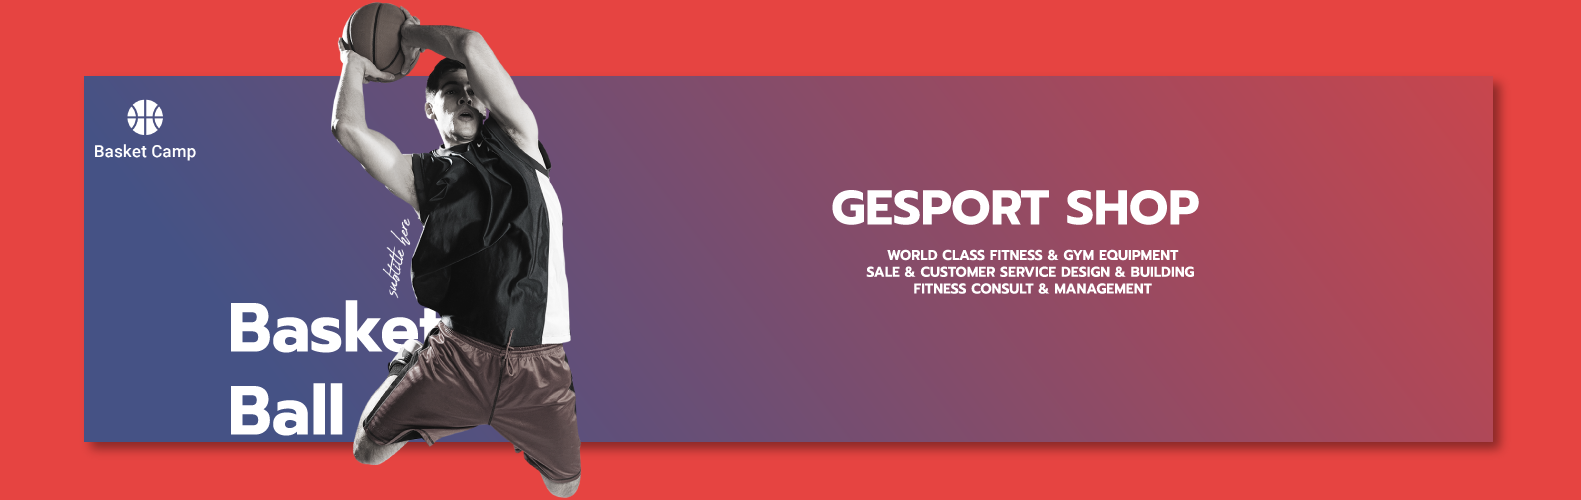 Basket Camp
subtitle here
Basket
Ball
GESPORT SHOP
WORLD CLASS FITNESS & GYM EQUIPMENT
SALE & CUSTOMER SERVICE DESIGN & BUILDING
FITNESS CONSULT & MANAGEMENT